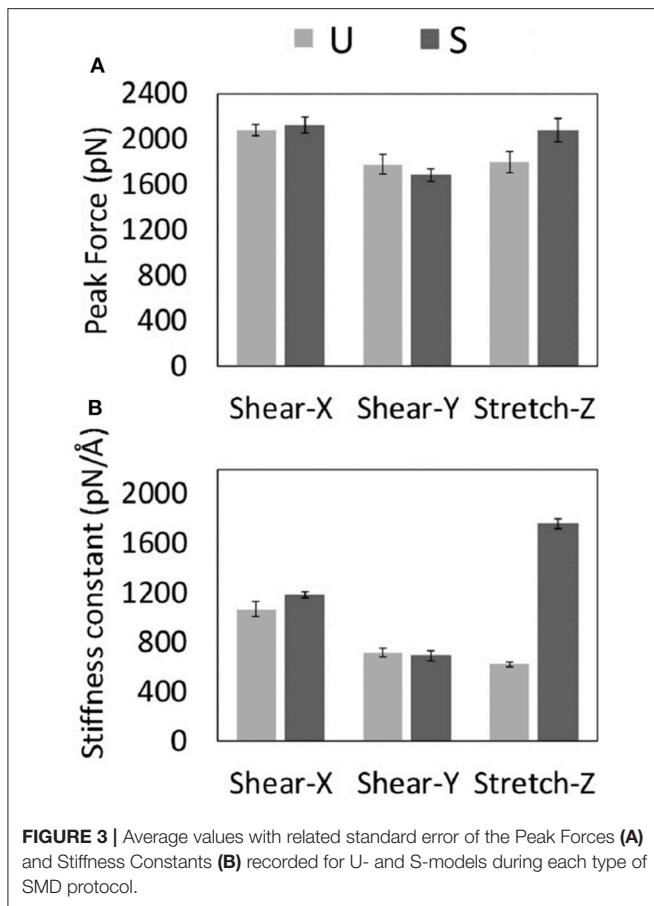 U S
A
2400
2000
1600
1200
800
400
0
Peak Force (pN)
Shear-X Shear-Y Stretch-Z
B
2000
1600
1200
800
400
0
Stiffness constant (pN/Å)
Shear-X Shear-Y Stretch-Z
FIGURE 3 | Average values with related standard error of the Peak Forces (A)
and Stiffness Constants (B) recorded for U- and S-models during each type of
SMD protocol.